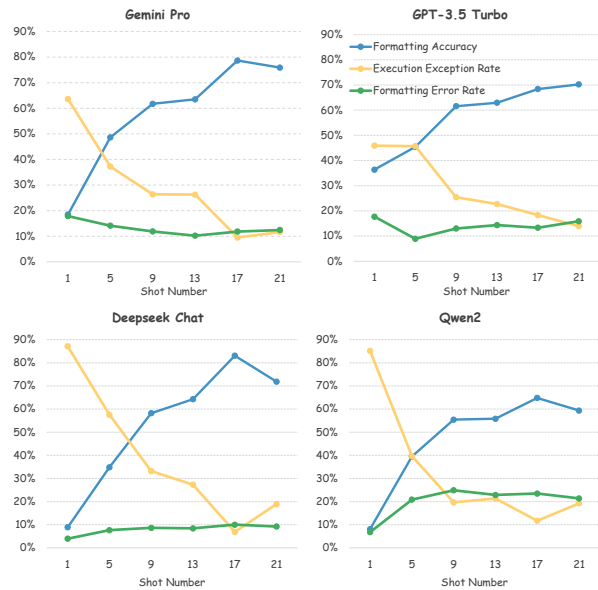 Gemini Pro
90%
80%
70%
60%
50%
40%
30%
20%
10%
0%
1 5 9 13 17 21
Shot Number
GPT-3.5 Turbo
90%
80%
70%
60%
50%
40%
30%
20%
10%
0%
Formatting Accuracy
Execution Exception Rate
Formatting Error Rate
1 5 9 13 17 21
Shot Number
Deepseek Chat
90%
80%
70%
60%
50%
40%
30%
20%
10%
0%
1 5 9 13 17 21
Shot Number
Qwen2
90%
80%
70%
60%
50%
40%
30%
20%
10%
0%
1 5 9 13 17 21
Shot Number